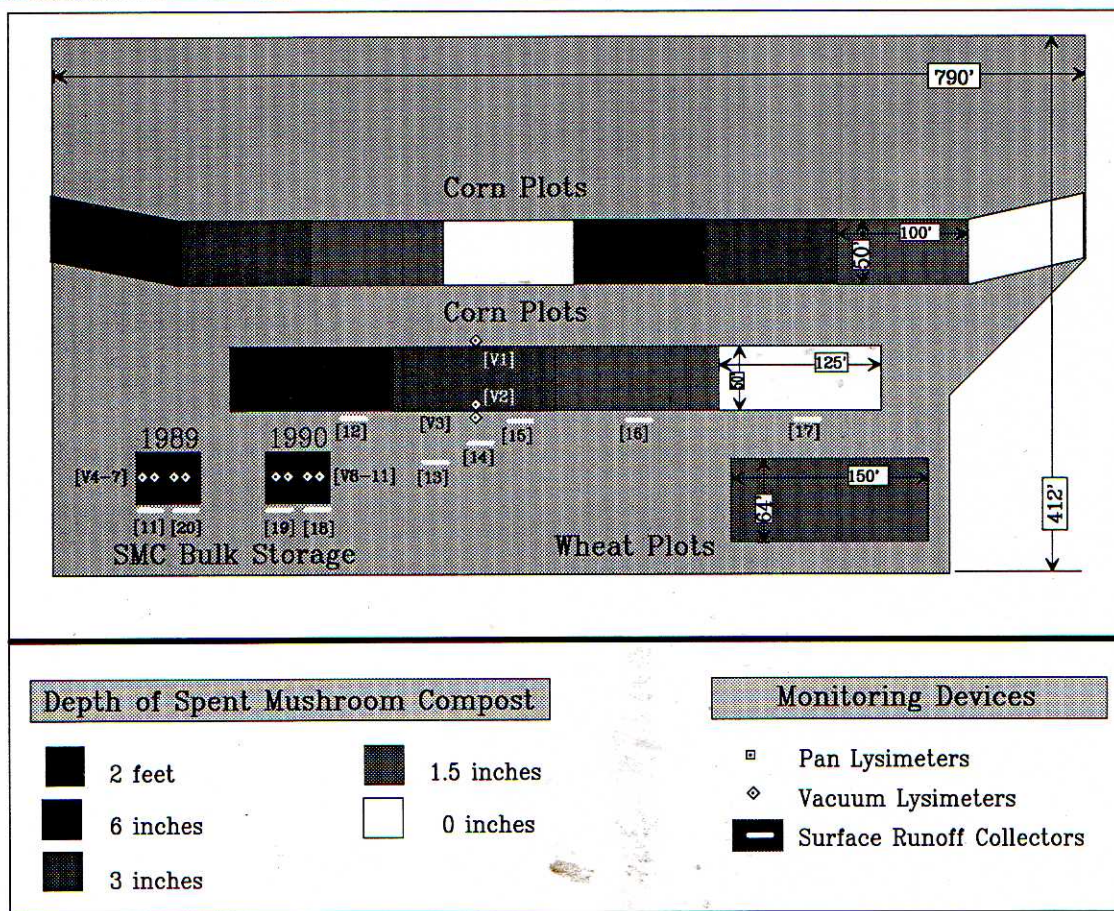 790'
Corn Plots
100'
50'
Corn Plots
[V1]
125'
50'
[V2]
[V3]
[12]
[15]
[16]
[17]
1989
1990
[14]
[V4-7]
[V8-11]
[13]
150'
64'
412'
[11]
[20]
[19]
[18]
SMC Bulk Storage
Wheat Plots
Depth of Spent Mushroom Compost
2 feet
6 inches
3 inches
1.5 inches
0 inches
Monitoring Devices
Pan Lysimeters
Vacuum Lysimeters
Surface Runoff Collectors